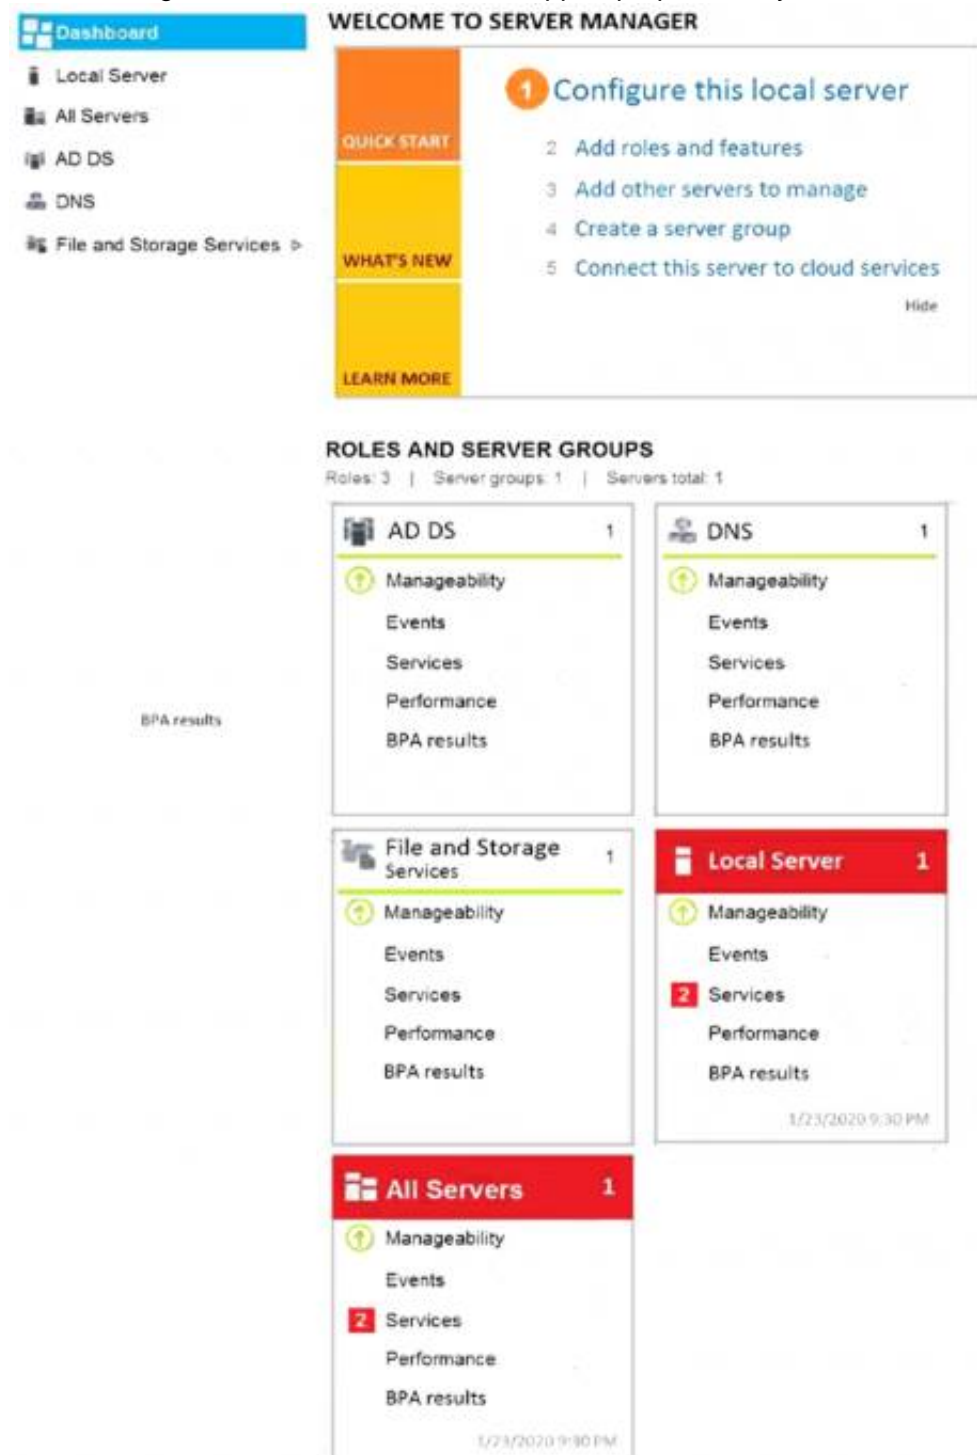 Dashboard
Local Server
All Servers
AD DS
DNS
File and Storage Services
WELCOME TO SERVER MANAGER
QUICK START
WHAT'S NEW
LEARN MORE
1 Configure this local server
2 Add roles and features
3 Add other servers to manage
4 Create a server group
5 Connect this server to cloud services
Hide
BPA results
ROLES AND SERVER GROUPS
Roles: 3 | Server groups: 1 | Servers total: 1
AD DS 1
Manageability
Events
Services
Performance
BPA results
DNS 1
Manageability
Events
Services
Performance
BPA results
File and Storage 1
Services
Manageability
Events
Services
Performance
BPA results
Local Server 1
Manageability
Events
2 Services
Performance
BPA results
1/23/2020 9:30 PM
All Servers 1
Manageability
Events
2 Services
Performance
BPA results
1/23/2020 9:30 PM